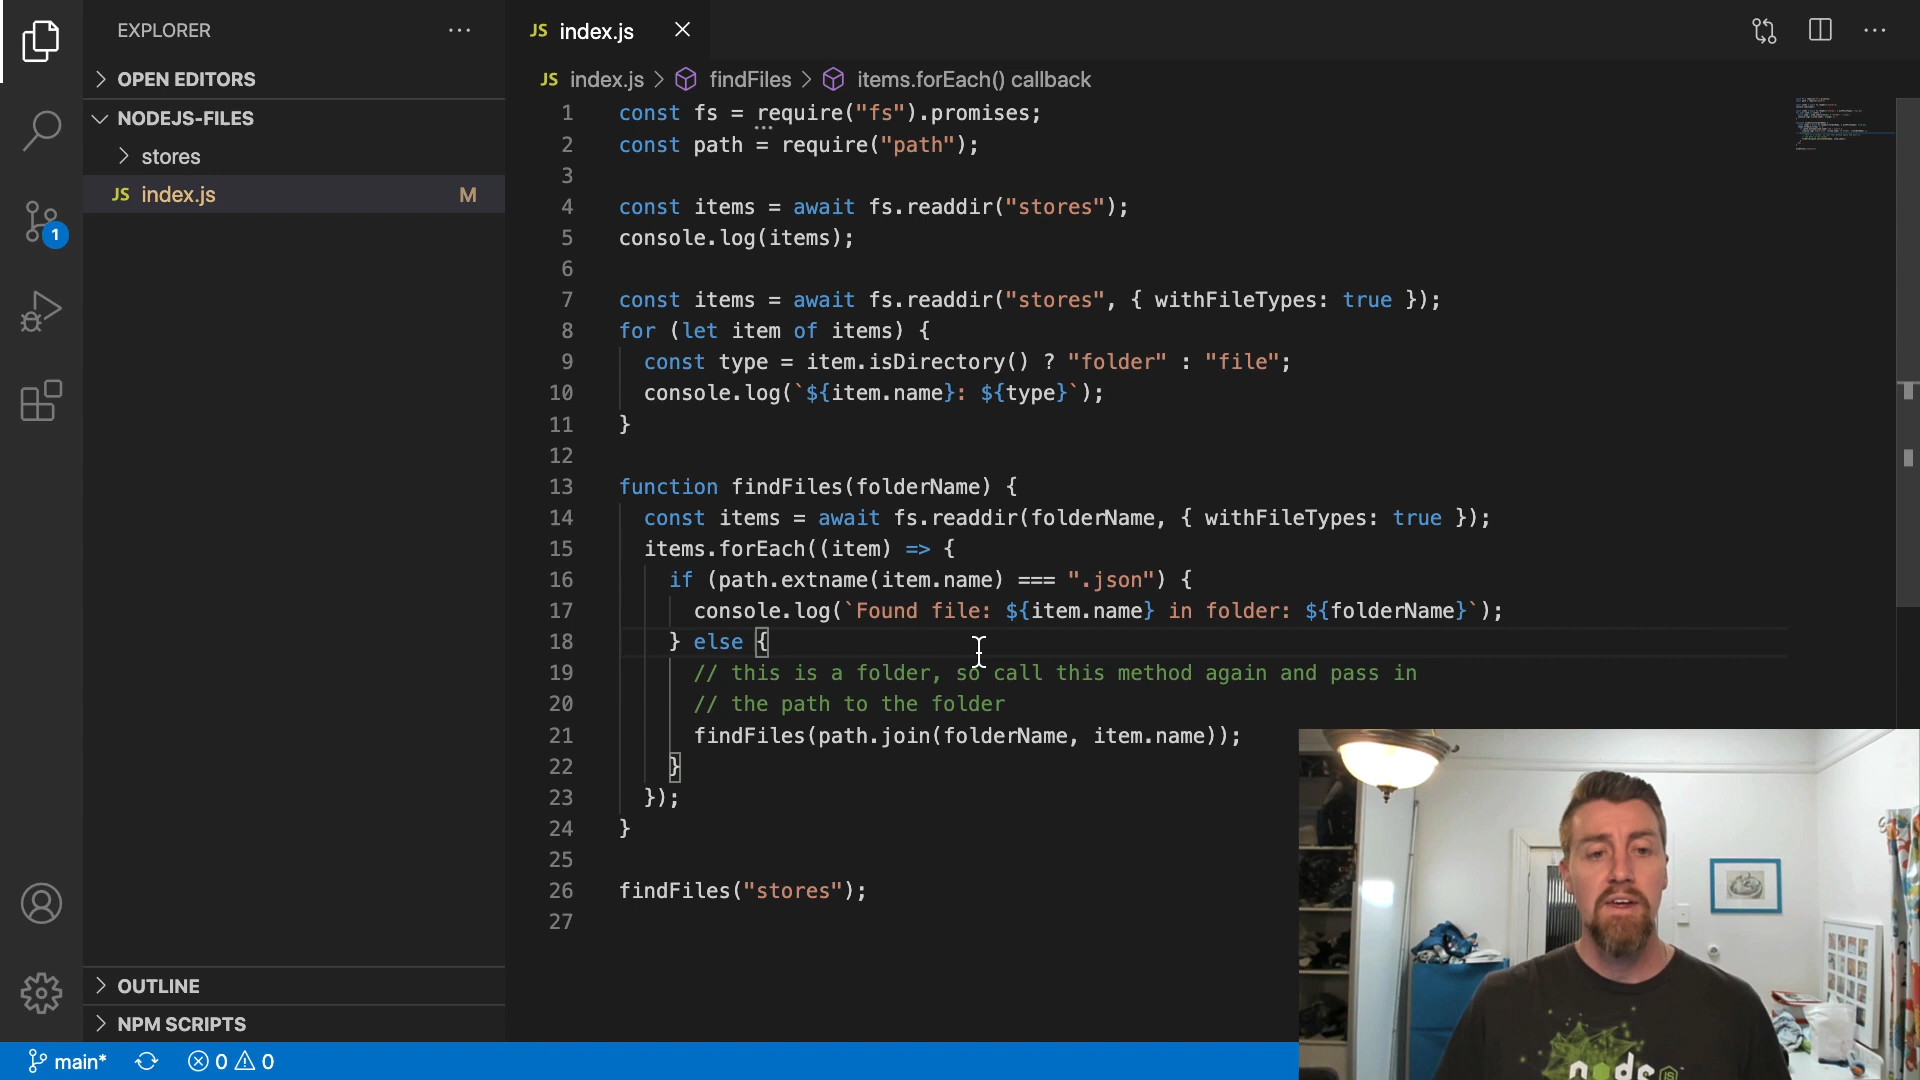 EXPLORER
OPEN EDITORS
NODEJS-FILES
stores
JS index.js M
1
OUTLINE
NPM SCRIPTS
JS index.js
JS index.js > findFiles > items.forEach() callback
1 const fs = require("fs").promises;
2 const path = require("path");
3
4 const items = await fs.readdir("stores");
5 console.log(items);
6
7 const items = await fs.readdir("stores", { withFileTypes: true });
8 for (let item of items) {
9 const type = item.isDirectory() ? "folder" : "file";
10 console.log(`${item.name}: ${type}`);
11 }
12
13 function findFiles(folderName) {
14 const items = await fs.readdir(folderName, { withFileTypes: true });
15 items.forEach((item) => {
16 if (path.extname(item.name) === ".json") {
17 console.log(`Found file: ${item.name} in folder: ${folderName}`);
18 } else {
19 // this is a folder, so call this method again and pass in
20 // the path to the folder
21 findFiles(path.join(folderName, item.name));
22 }
23 });
24 }
25
26 findFiles("stores");
27
main* 0 0
node JS